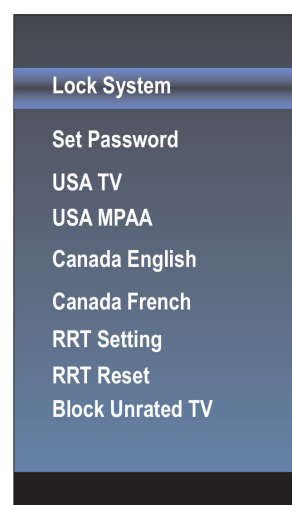 Lock System
Set Password
USA TV
USA MPAA
Canada English
Canada French
RRT Setting
RRT Reset
Block Unrated TV